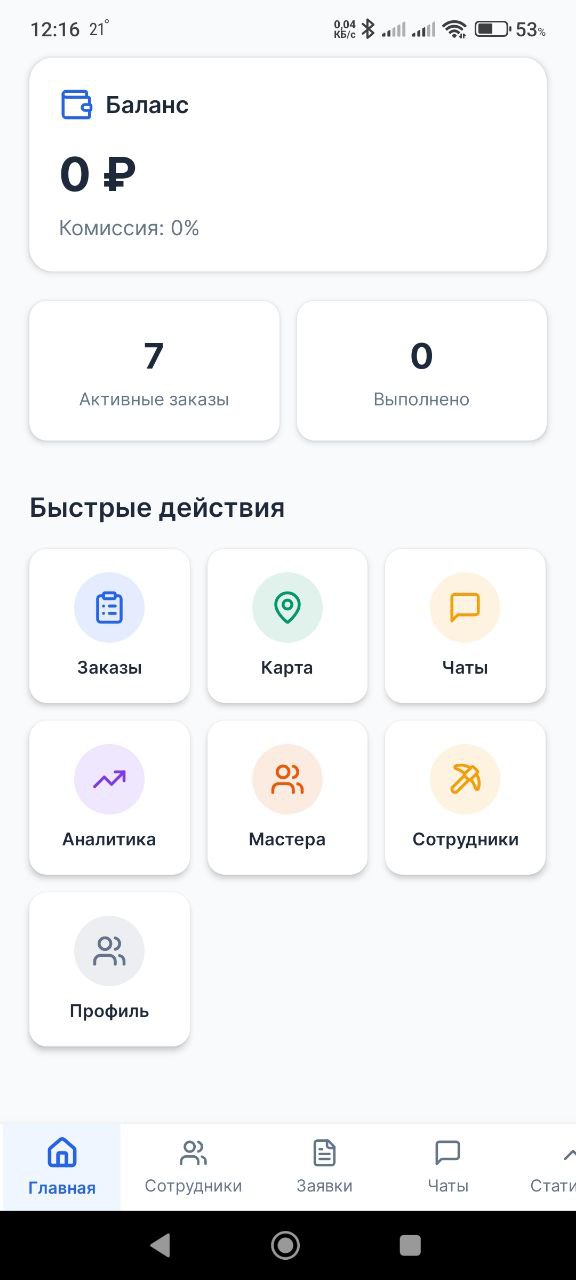 12:16 21° 0,04 КБ/с 53%
Баланс
0 ₽
Комиссия: 0%
7 0
Активные заказы Выполнено
Быстрые действия
Заказы Карта Чаты
Аналитика Мастера Сотрудники
Профиль
Главная Сотрудники Заявки Чаты Стати